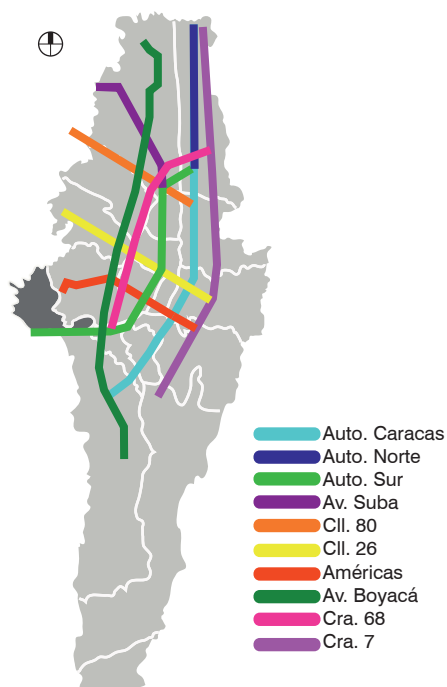 Auto. Caracas
Auto. Norte
Auto. Sur
Av. Suba
Cll. 80
Cll. 26
Américas
Av. Boyacá
Cra. 68
Cra. 7